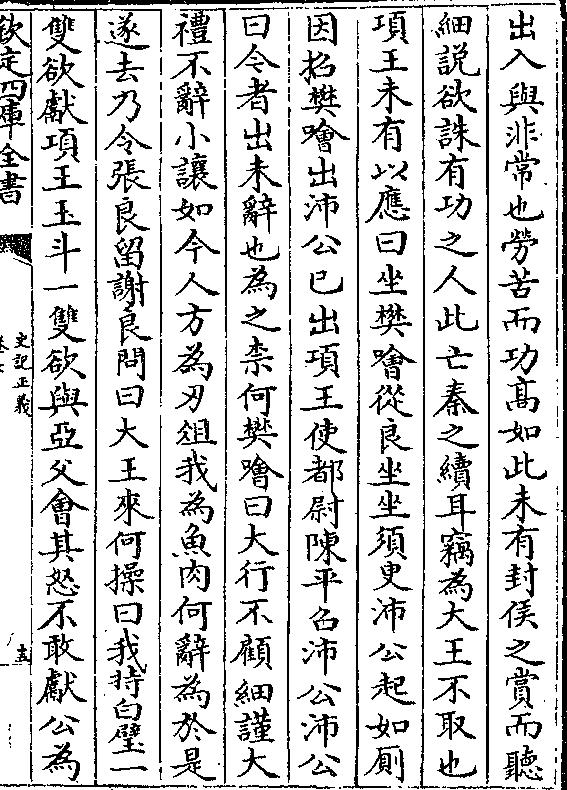 出入與非常也勞苦而功髙如此未有封侯之賞而聽
細説欲誅有功之人此亡秦之續耳竊為大王不取也
項王未有以應曰坐樊噲從良坐坐須臾沛公起如厠
因招樊噲出沛公已出項王使都尉陳平召沛公沛公
曰今者出未辭也為之柰何樊噲曰大行不顧細謹大
禮不辭小讓如今人方為刀俎我為魚肉何辭為於是
遂去乃令張良留謝良問曰大王來何操曰我持白璧一
雙欲獻項王玉斗一雙欲與亞父會其怒不敢獻公為
欽定四庫全書
史記正義
十五